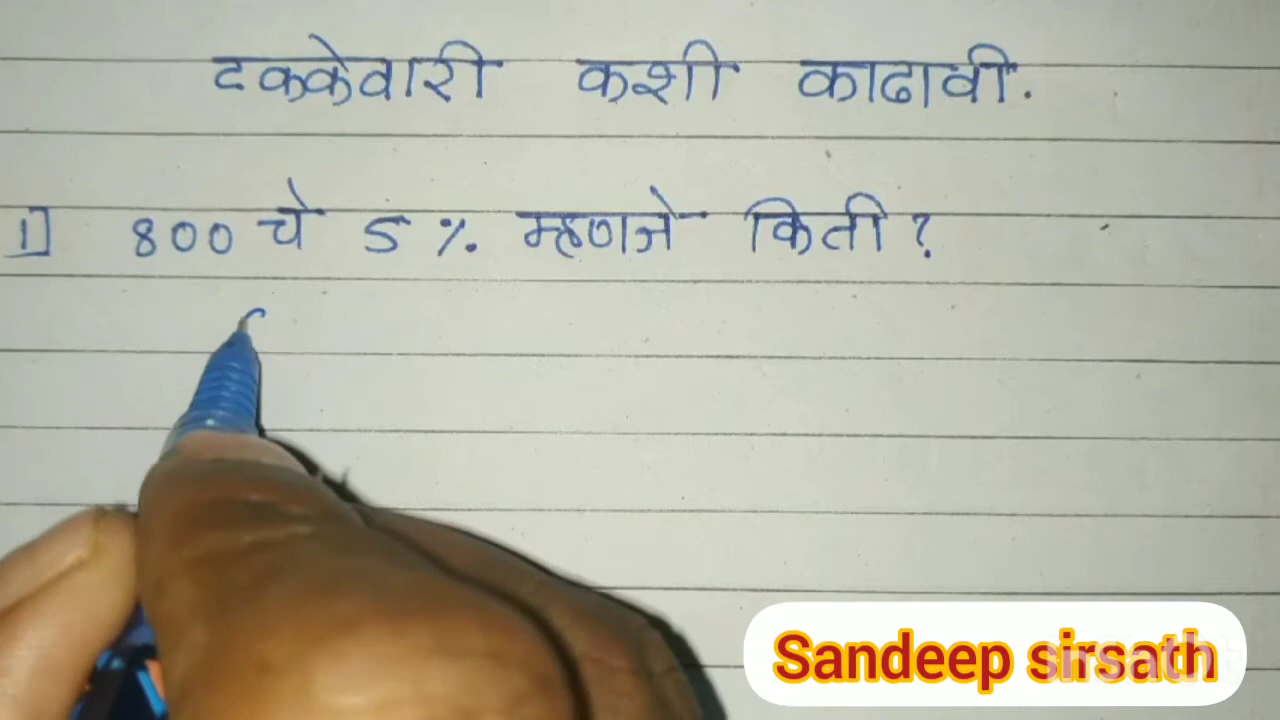 टक्केवारी कशी काढावी.
1] 800 चे 5 % म्हणजे किती ?
Sandeep sirsath